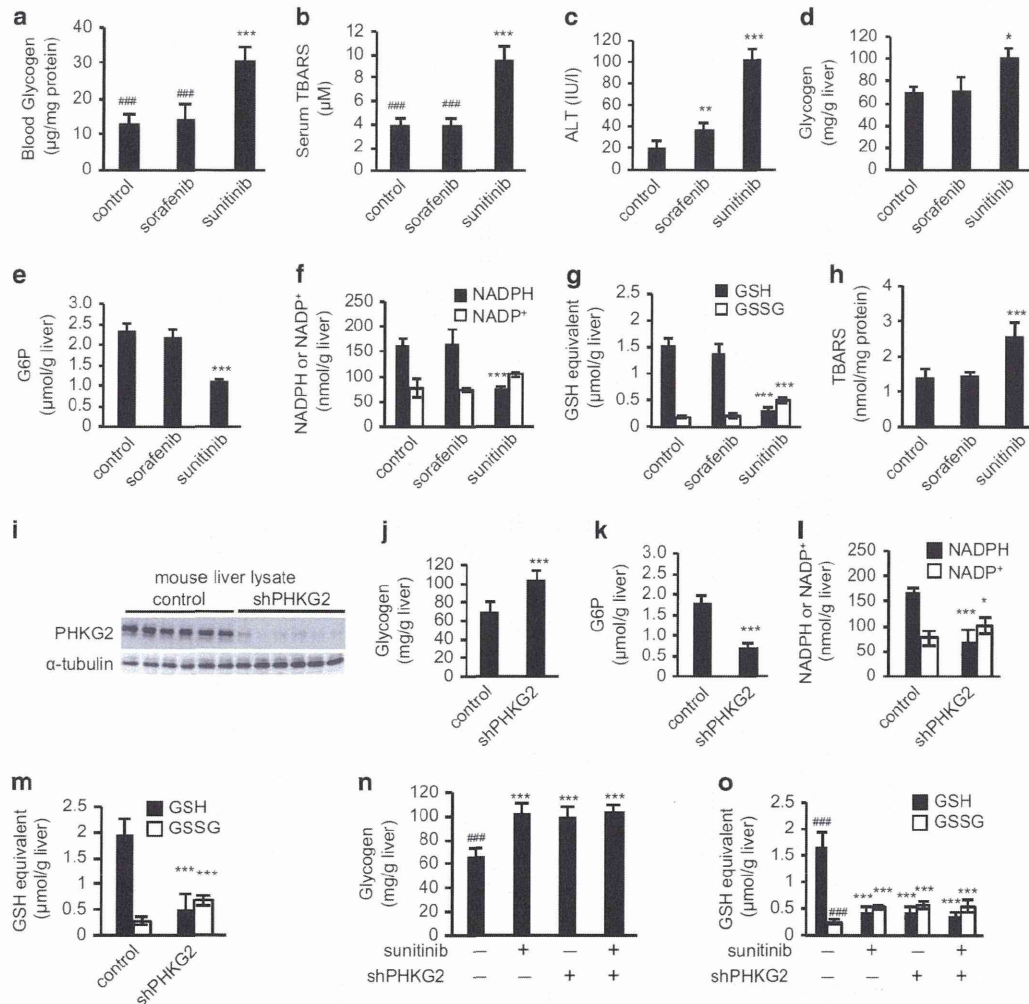 a
Blood Glycogen
(µg/mg protein)
40
30
20
10
0
###
###
***
control
sorafenib
sunitinib
b
Serum TBARS
(µM)
12
10
8
6
4
2
0
###
###
***
control
sorafenib
sunitinib
c
ALT (IU/l)
120
100
80
60
40
20
0
**
***
control
sorafenib
sunitinib
d
Glycogen
(mg/g liver)
120
100
80
60
40
20
0
*
control
sorafenib
sunitinib
e
G6P
(µmol/g liver)
3.0
2.5
2.0
1.5
1.0
0.5
0
***
control
sorafenib
sunitinib
f
NADPH or NADP⁺
(nmol/g liver)
250
200
150
100
50
0
NADPH
NADP⁺
***
control
sorafenib
sunitinib
g
GSH equivalent
(µmol/g liver)
2.5
2
1.5
1
0.5
0
GSH
GSSG
***
***
control
sorafenib
sunitinib
h
TBARS
(nmol/mg protein)
4
3
2
1
0
***
control
sorafenib
sunitinib
i
mouse liver lysate
control shPHKG2
PHKG2
α-tubulin
j
Glycogen
(mg/g liver)
140
120
100
80
60
40
20
0
***
control
shPHKG2
k
G6P
(µmol/g liver)
3.0
2.5
2.0
1.5
1.0
0.5
0
***
control
shPHKG2
l
NADPH or NADP⁺
(nmol/g liver)
250
200
150
100
50
0
NADPH
NADP⁺
***
*
control
shPHKG2
m
GSH equivalent
(µmol/g liver)
2.5
2
1.5
1
0.5
0
GSH
GSSG
***
***
control
shPHKG2
n
Glycogen
(mg/g liver)
120
100
80
60
40
20
0
###
***
***
***
sunitinib – + – +
shPHKG2 – – + +
o
GSH equivalent
(µmol/g liver)
2.5
2
1.5
1
0.5
0
GSH
GSSG
###
###
***
***
***
***
***
***
sunitinib – + – +
shPHKG2 – – + +